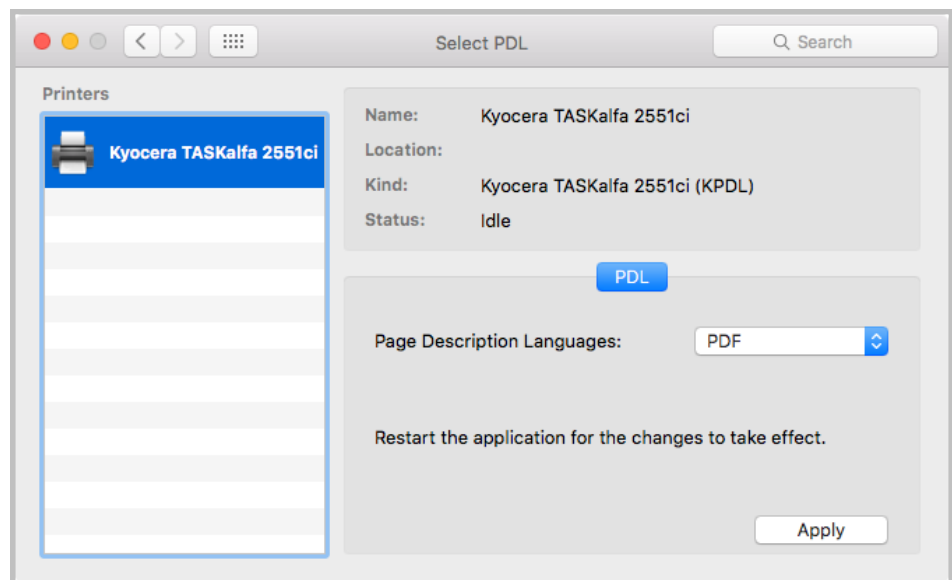 Select PDL
Search
Printers
Kyocera TASKalfa 2551ci
Name: Kyocera TASKalfa 2551ci
Location:
Kind: Kyocera TASKalfa 2551ci (KPDL)
Status: Idle
PDL
Page Description Languages: PDF
Restart the application for the changes to take effect.
Apply